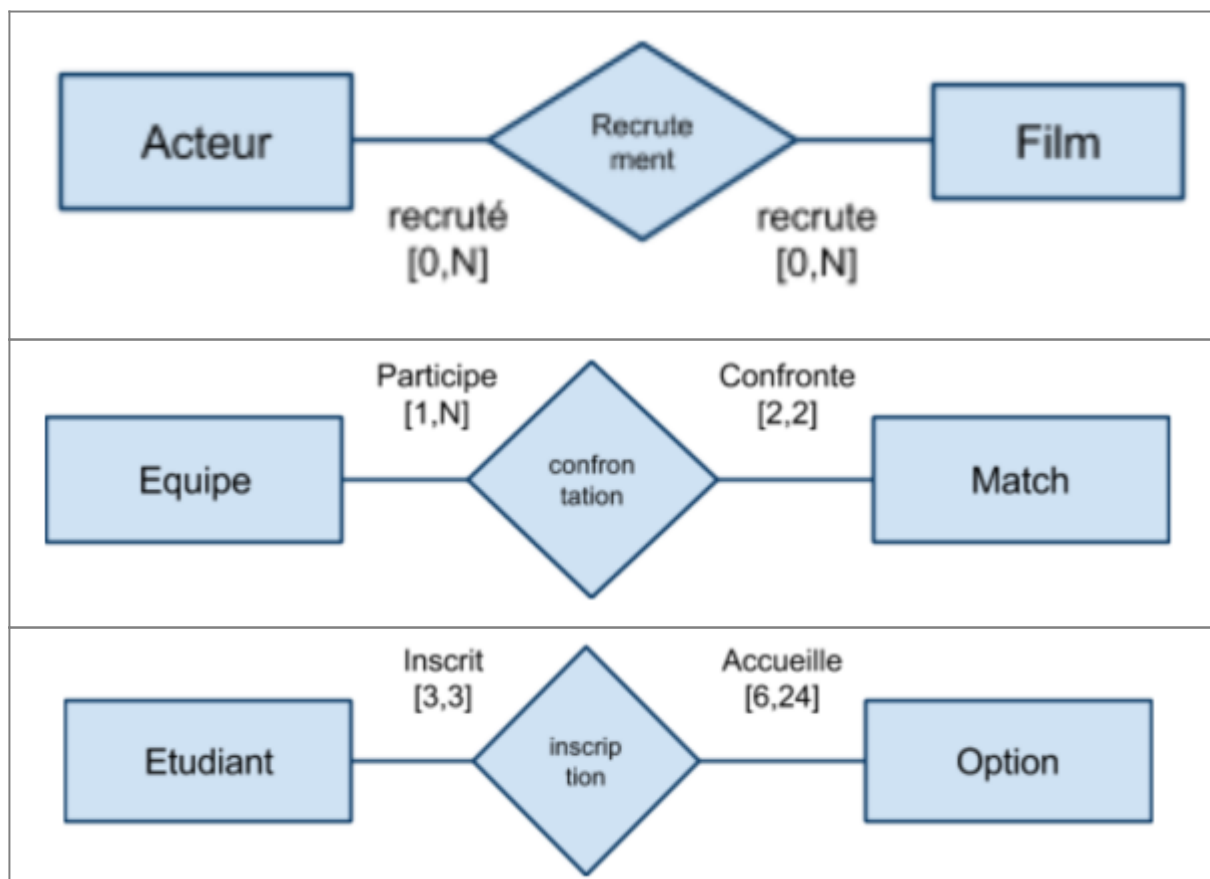 Acteur
Recrute
ment
Film
recruté
[0,N]
recrute
[0,N]
Participe
[1,N]
Confronte
[2,2]
Equipe
confron
tation
Match
Inscrit
[3,3]
Accueille
[6,24]
Etudiant
inscrip
tion
Option